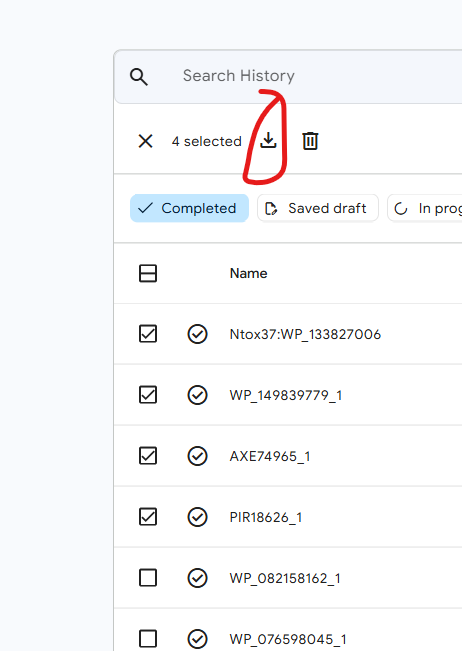 Search History
4 selected
Completed Saved draft In prog
Name
Ntox37:WP_133827006
WP_149839779_1
AXE74965_1
PIR18626_1
WP_082158162_1
WP_076598045_1